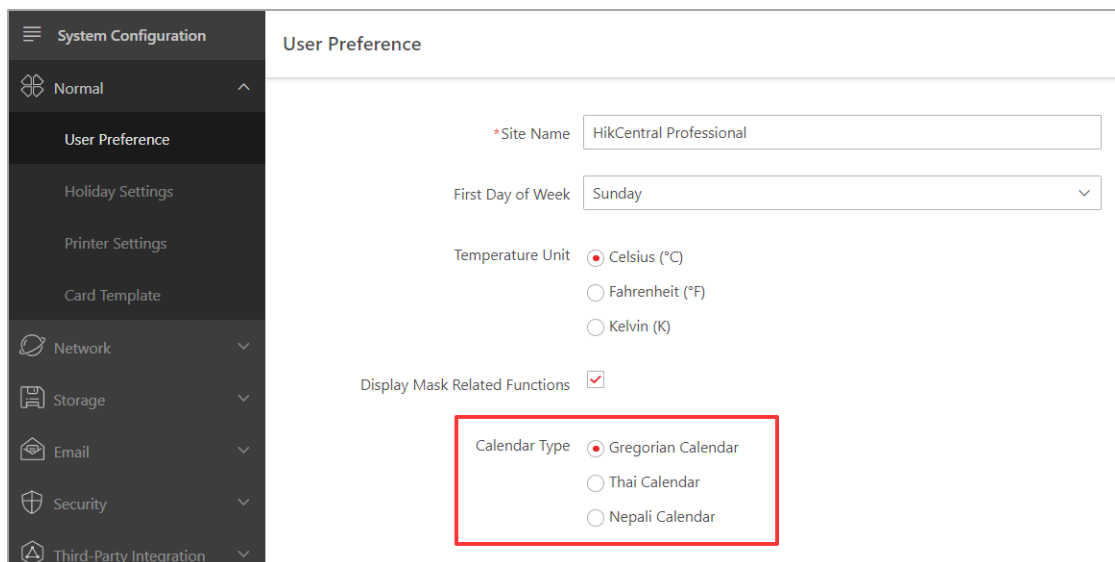 System Configuration
Normal
User Preference
Holiday Settings
Printer Settings
Card Template
Network
Storage
Email
Security
Third-Party Integration
User Preference
*Site Name
HikCentral Professional
First Day of Week
Sunday
Temperature Unit
Celsius (°C)
Fahrenheit (°F)
Kelvin (K)
Display Mask Related Functions
Calendar Type
Gregorian Calendar
Thai Calendar
Nepali Calendar